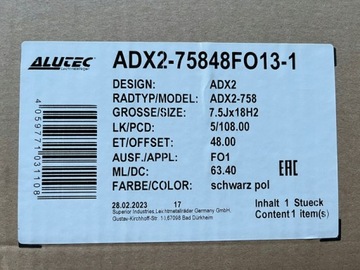 ALUTEC
Leichtmetallräder
ADX2-75848FO13-1
DESIGN: ADX2
RADTYP/MODEL: ADX2-758
GROSSE/SIZE: 7.5Jx18H2
LK/PCD: 5/108.00
ET/OFFSET: 48.00
AUSF./APPL: FO1
ML/DC: 63.40
FARBE/COLOR: schwarz pol
4059771031108
EAC
28.02.2023 17
Superior Industries Leichtmetallräder Germany GmbH,
Gustav-Kirchhoff-Str.,67098 Bad Dürkheim
Inhalt 1 Stueck
Content 1 item(s)